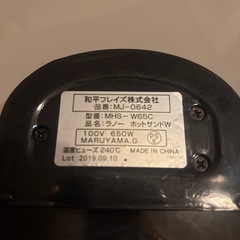 和平フレイズ株式会社
品番: MJ-0642
型番: MHS- W65C
品名: ラノー ホットサンドW
100V 650W
MARUYAMA.G
PSE
温度ヒューズ 240℃ MADE IN CHINA
Lot 2019.09.10